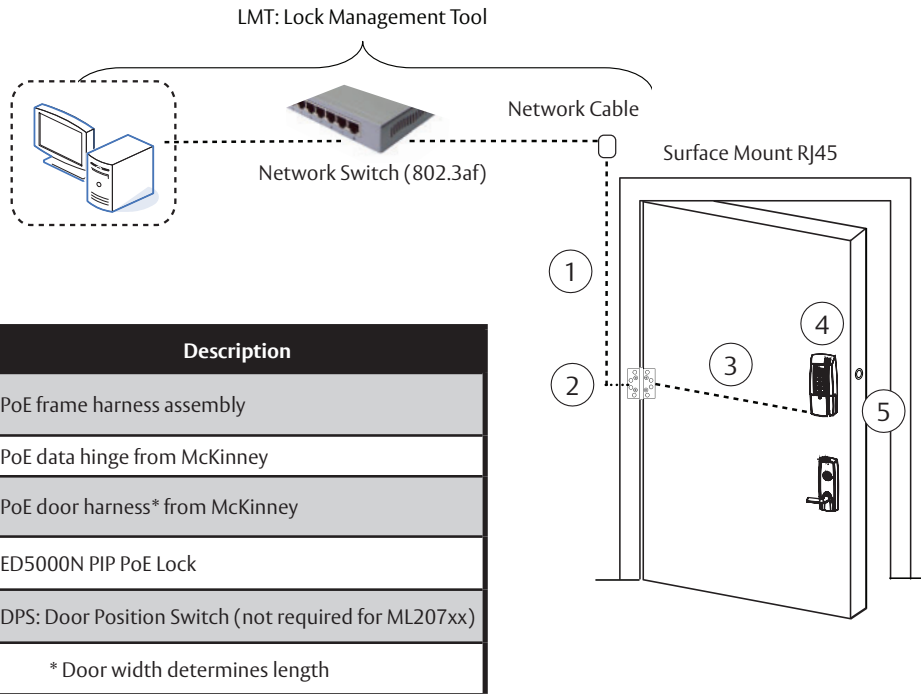 LMT: Lock Management Tool
Network Cable
Network Switch (802.3af)
Surface Mount RJ45
1
2
3
4
5
Description
PoE frame harness assembly
PoE data hinge from McKinney
PoE door harness* from McKinney
ED5000N PIP PoE Lock
DPS: Door Position Switch (not required for ML207xx)
* Door width determines length